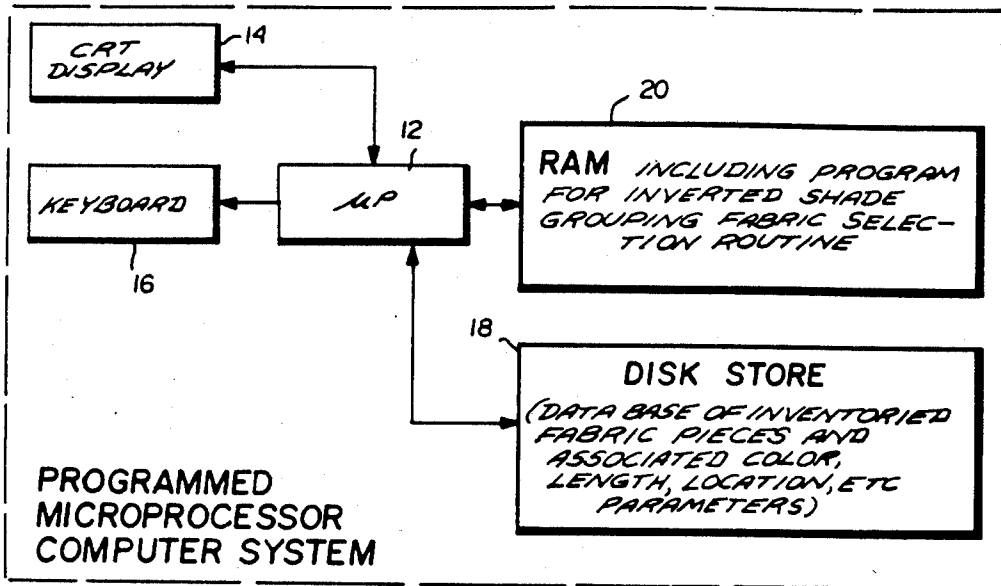 CRT
DISPLAY
14
12
20
KEYBOARD
16
μP
RAM INCLUDING PROGRAM
FOR INVERTED SHADE
GROUPING FABRIC SELEC-
TION ROUTINE
18
DISK STORE
(DATA BASE OF INVENTORIED
FABRIC PIECES AND
ASSOCIATED COLOR,
LENGTH, LOCATION, ETC
PARAMETERS)
PROGRAMMED
MICROPROCESSOR
COMPUTER SYSTEM